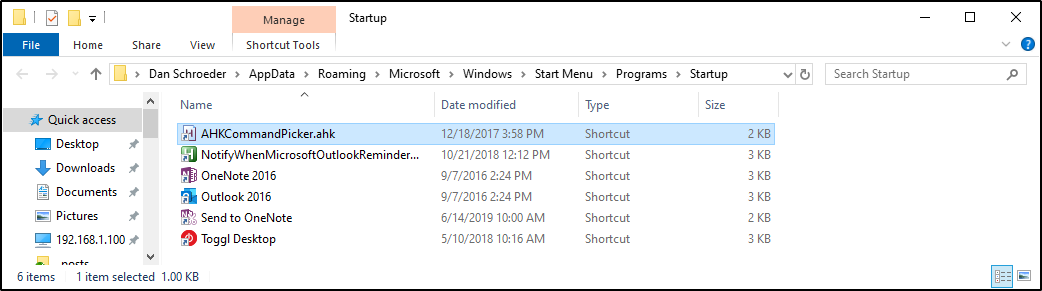 Manage Startup
File Home Share View Shortcut Tools
Dan Schroeder > AppData > Roaming > Microsoft > Windows > Start Menu > Programs > Startup Search Startup
Quick access
Desktop
Downloads
Documents
Pictures
192.168.1.100
_posts
Name Date modified Type Size
AHKCommandPicker.ahk 12/18/2017 3:58 PM Shortcut 2 KB
NotifyWhenMicrosoftOutlookReminder... 10/21/2018 12:12 PM Shortcut 3 KB
OneNote 2016 9/7/2016 2:24 PM Shortcut 3 KB
Outlook 2016 9/7/2016 2:24 PM Shortcut 3 KB
Send to OneNote 6/14/2019 10:00 AM Shortcut 2 KB
Toggl Desktop 5/10/2018 10:16 AM Shortcut 3 KB
6 items 1 item selected 1.00 KB